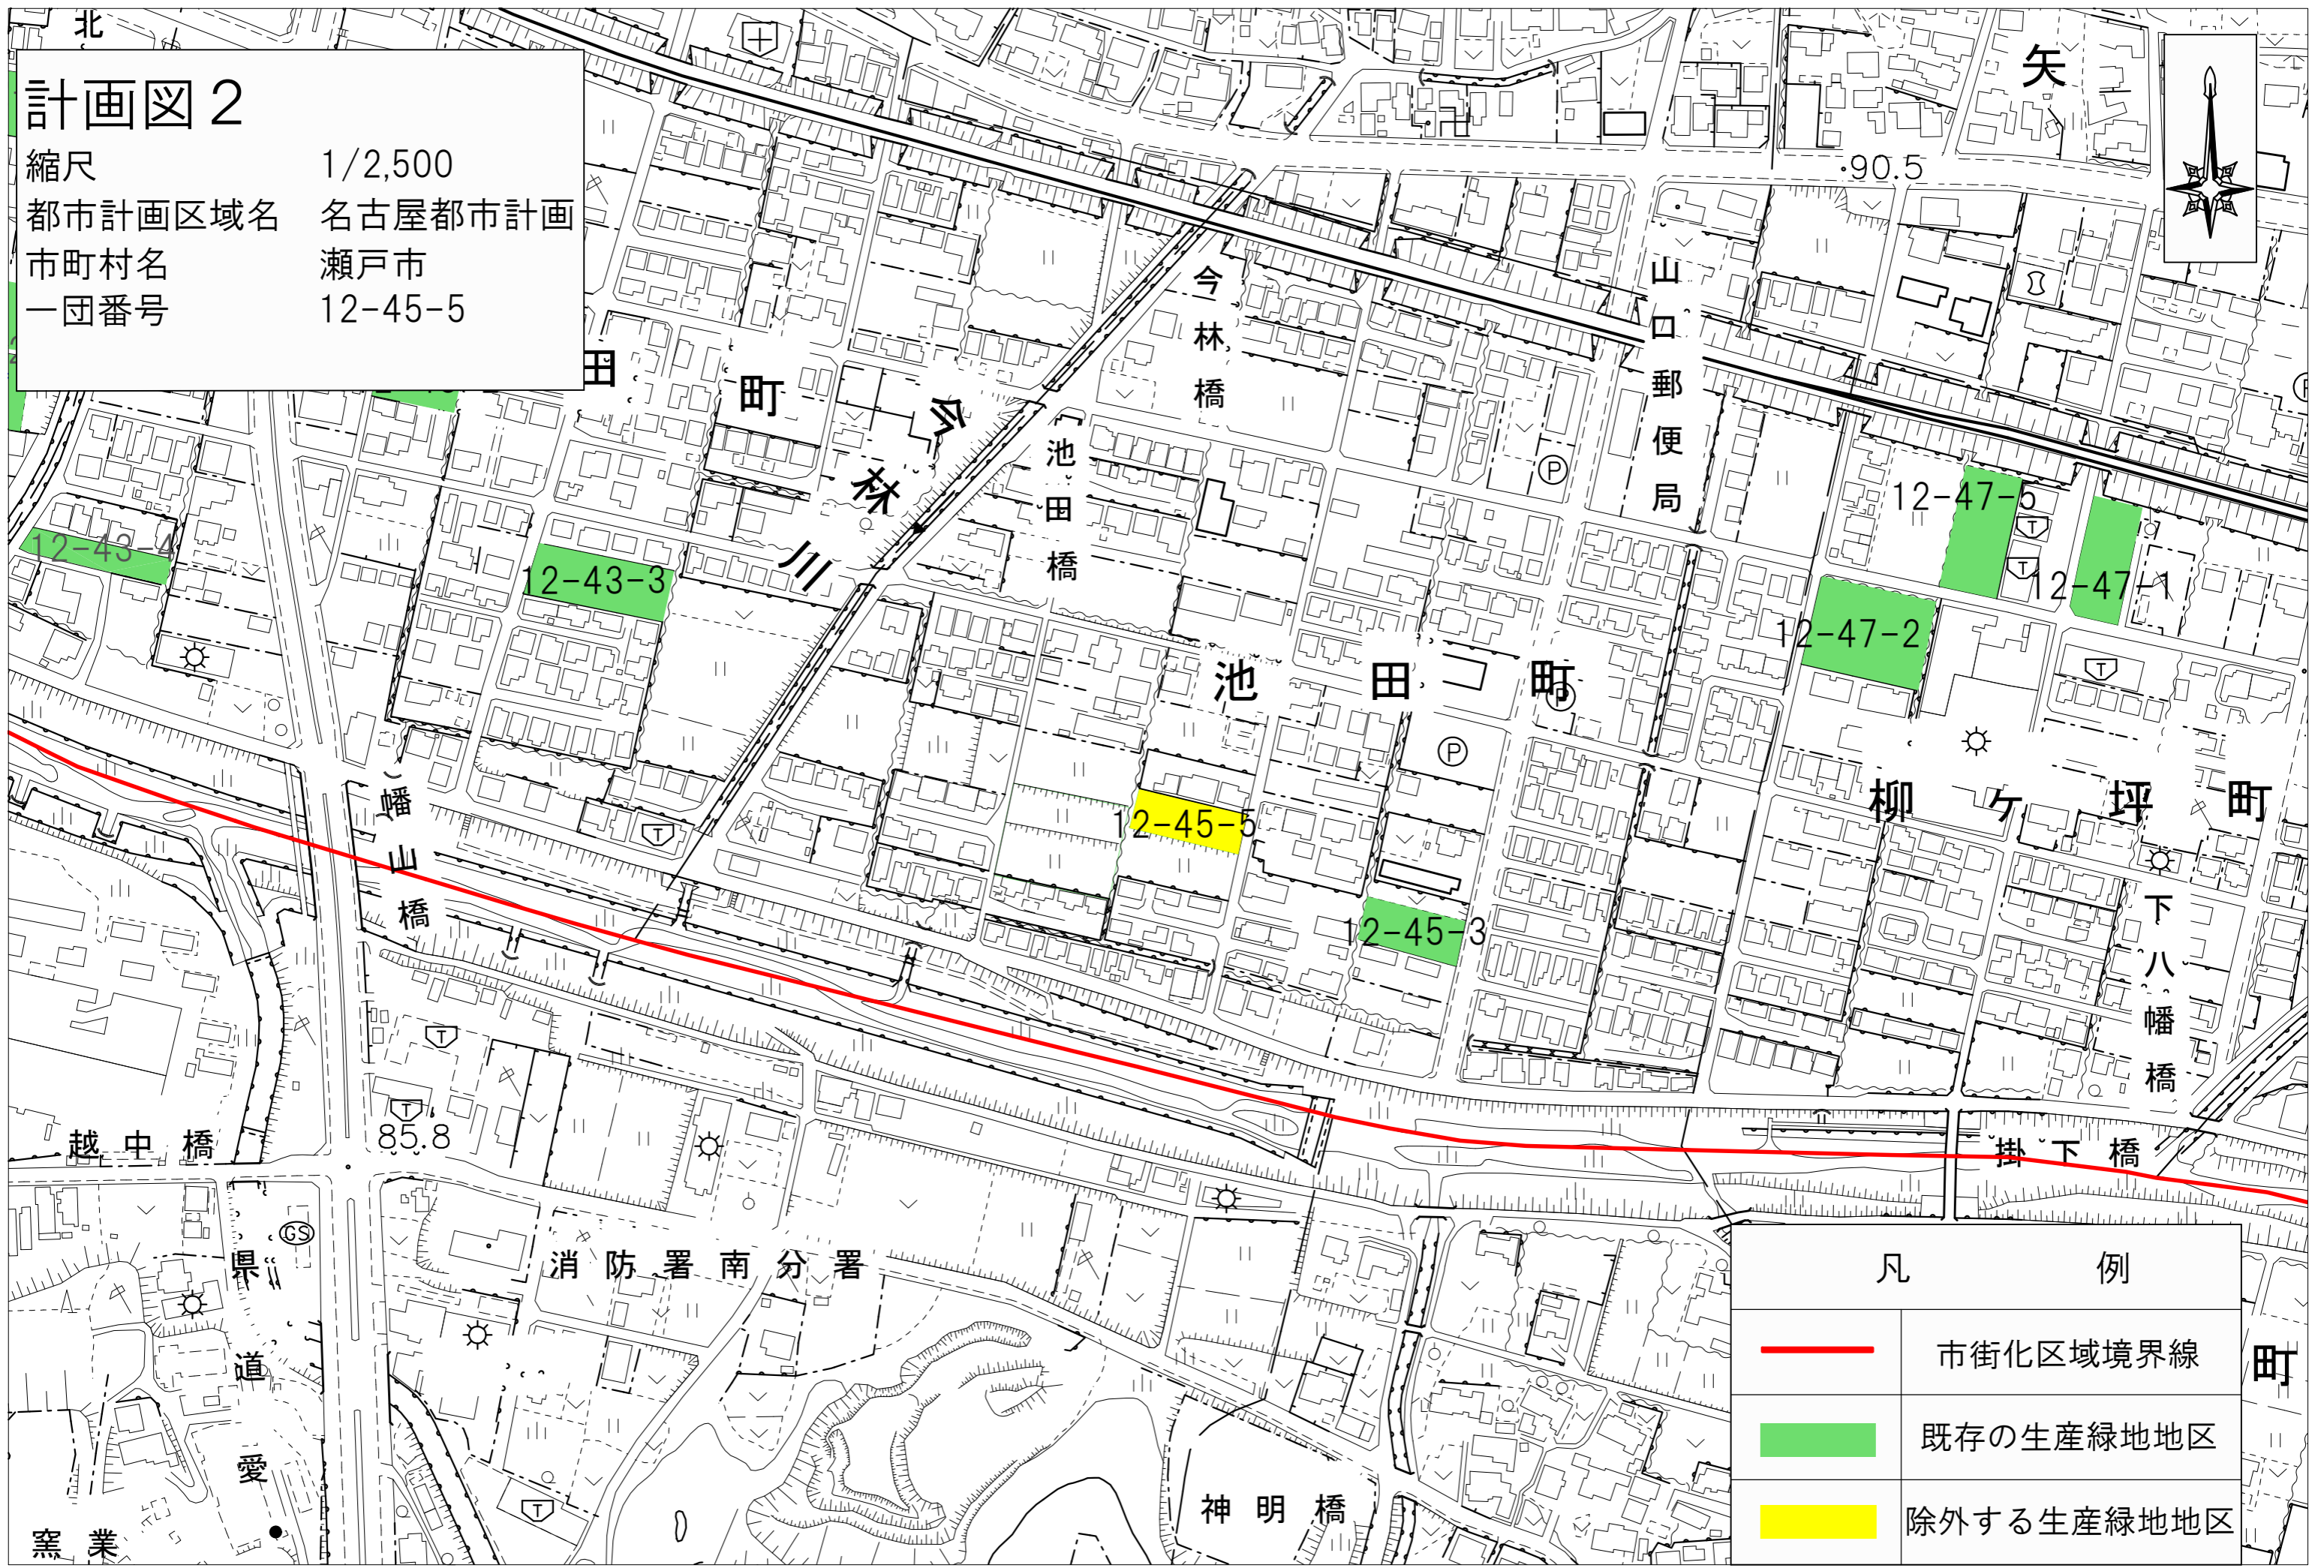 北
計画図２
縮尺 1/2,500
都市計画区域名 名古屋都市計画
市町村名 瀬戸市
一団番号 12-45-5
矢
90.5
田町
今林川
今林橋
池田橋
山口郵便局
P
P
P
12-43-4
12-43-3
12-47-5
12-47-1
12-47-2
T
T
T
池田町
柳ヶ坪町
12-45-5
12-45-3
幡山橋
T
下八幡橋
掛下橋
越中橋
T
T
85.8
GS
県道愛
消防署南分署
T
神明橋
窯業
町
凡例
市街化区域境界線
既存の生産緑地地区
除外する生産緑地地区